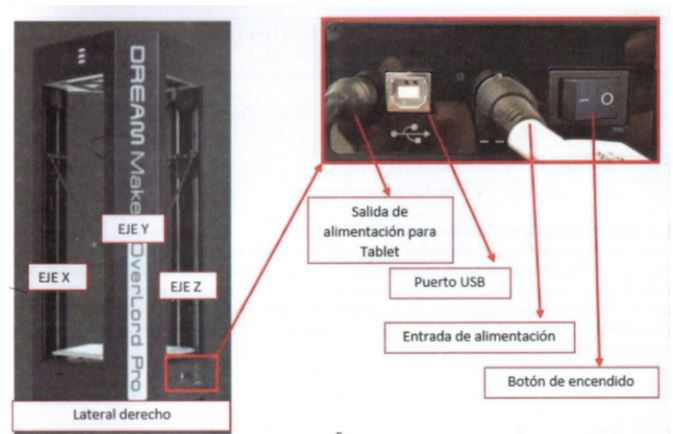 DREAM Maker OverLord Pro
EJE Y
EJE X
EJE Z
Lateral derecho
Salida de
alimentación para
Tablet
Puerto USB
Entrada de alimentación
Botón de encendido